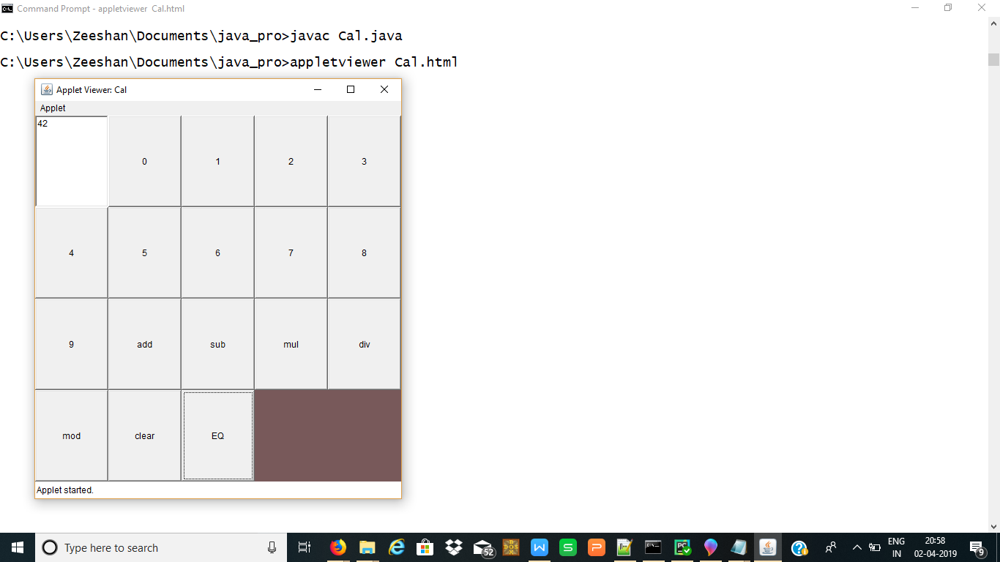 Command Prompt - appletviewer Cal.html
C:\Users\Zeeshan\Documents\java_pro>javac Cal.java
C:\Users\Zeeshan\Documents\java_pro>appletviewer Cal.html
Applet Viewer: Cal
Applet
42
0 1 2 3
4 5 6 7 8
9 add sub mul div
mod clear EQ
Applet started.
Type here to search
52
DOS
W
S
P
PC
ENG
IN
20:58
02-04-2019
9